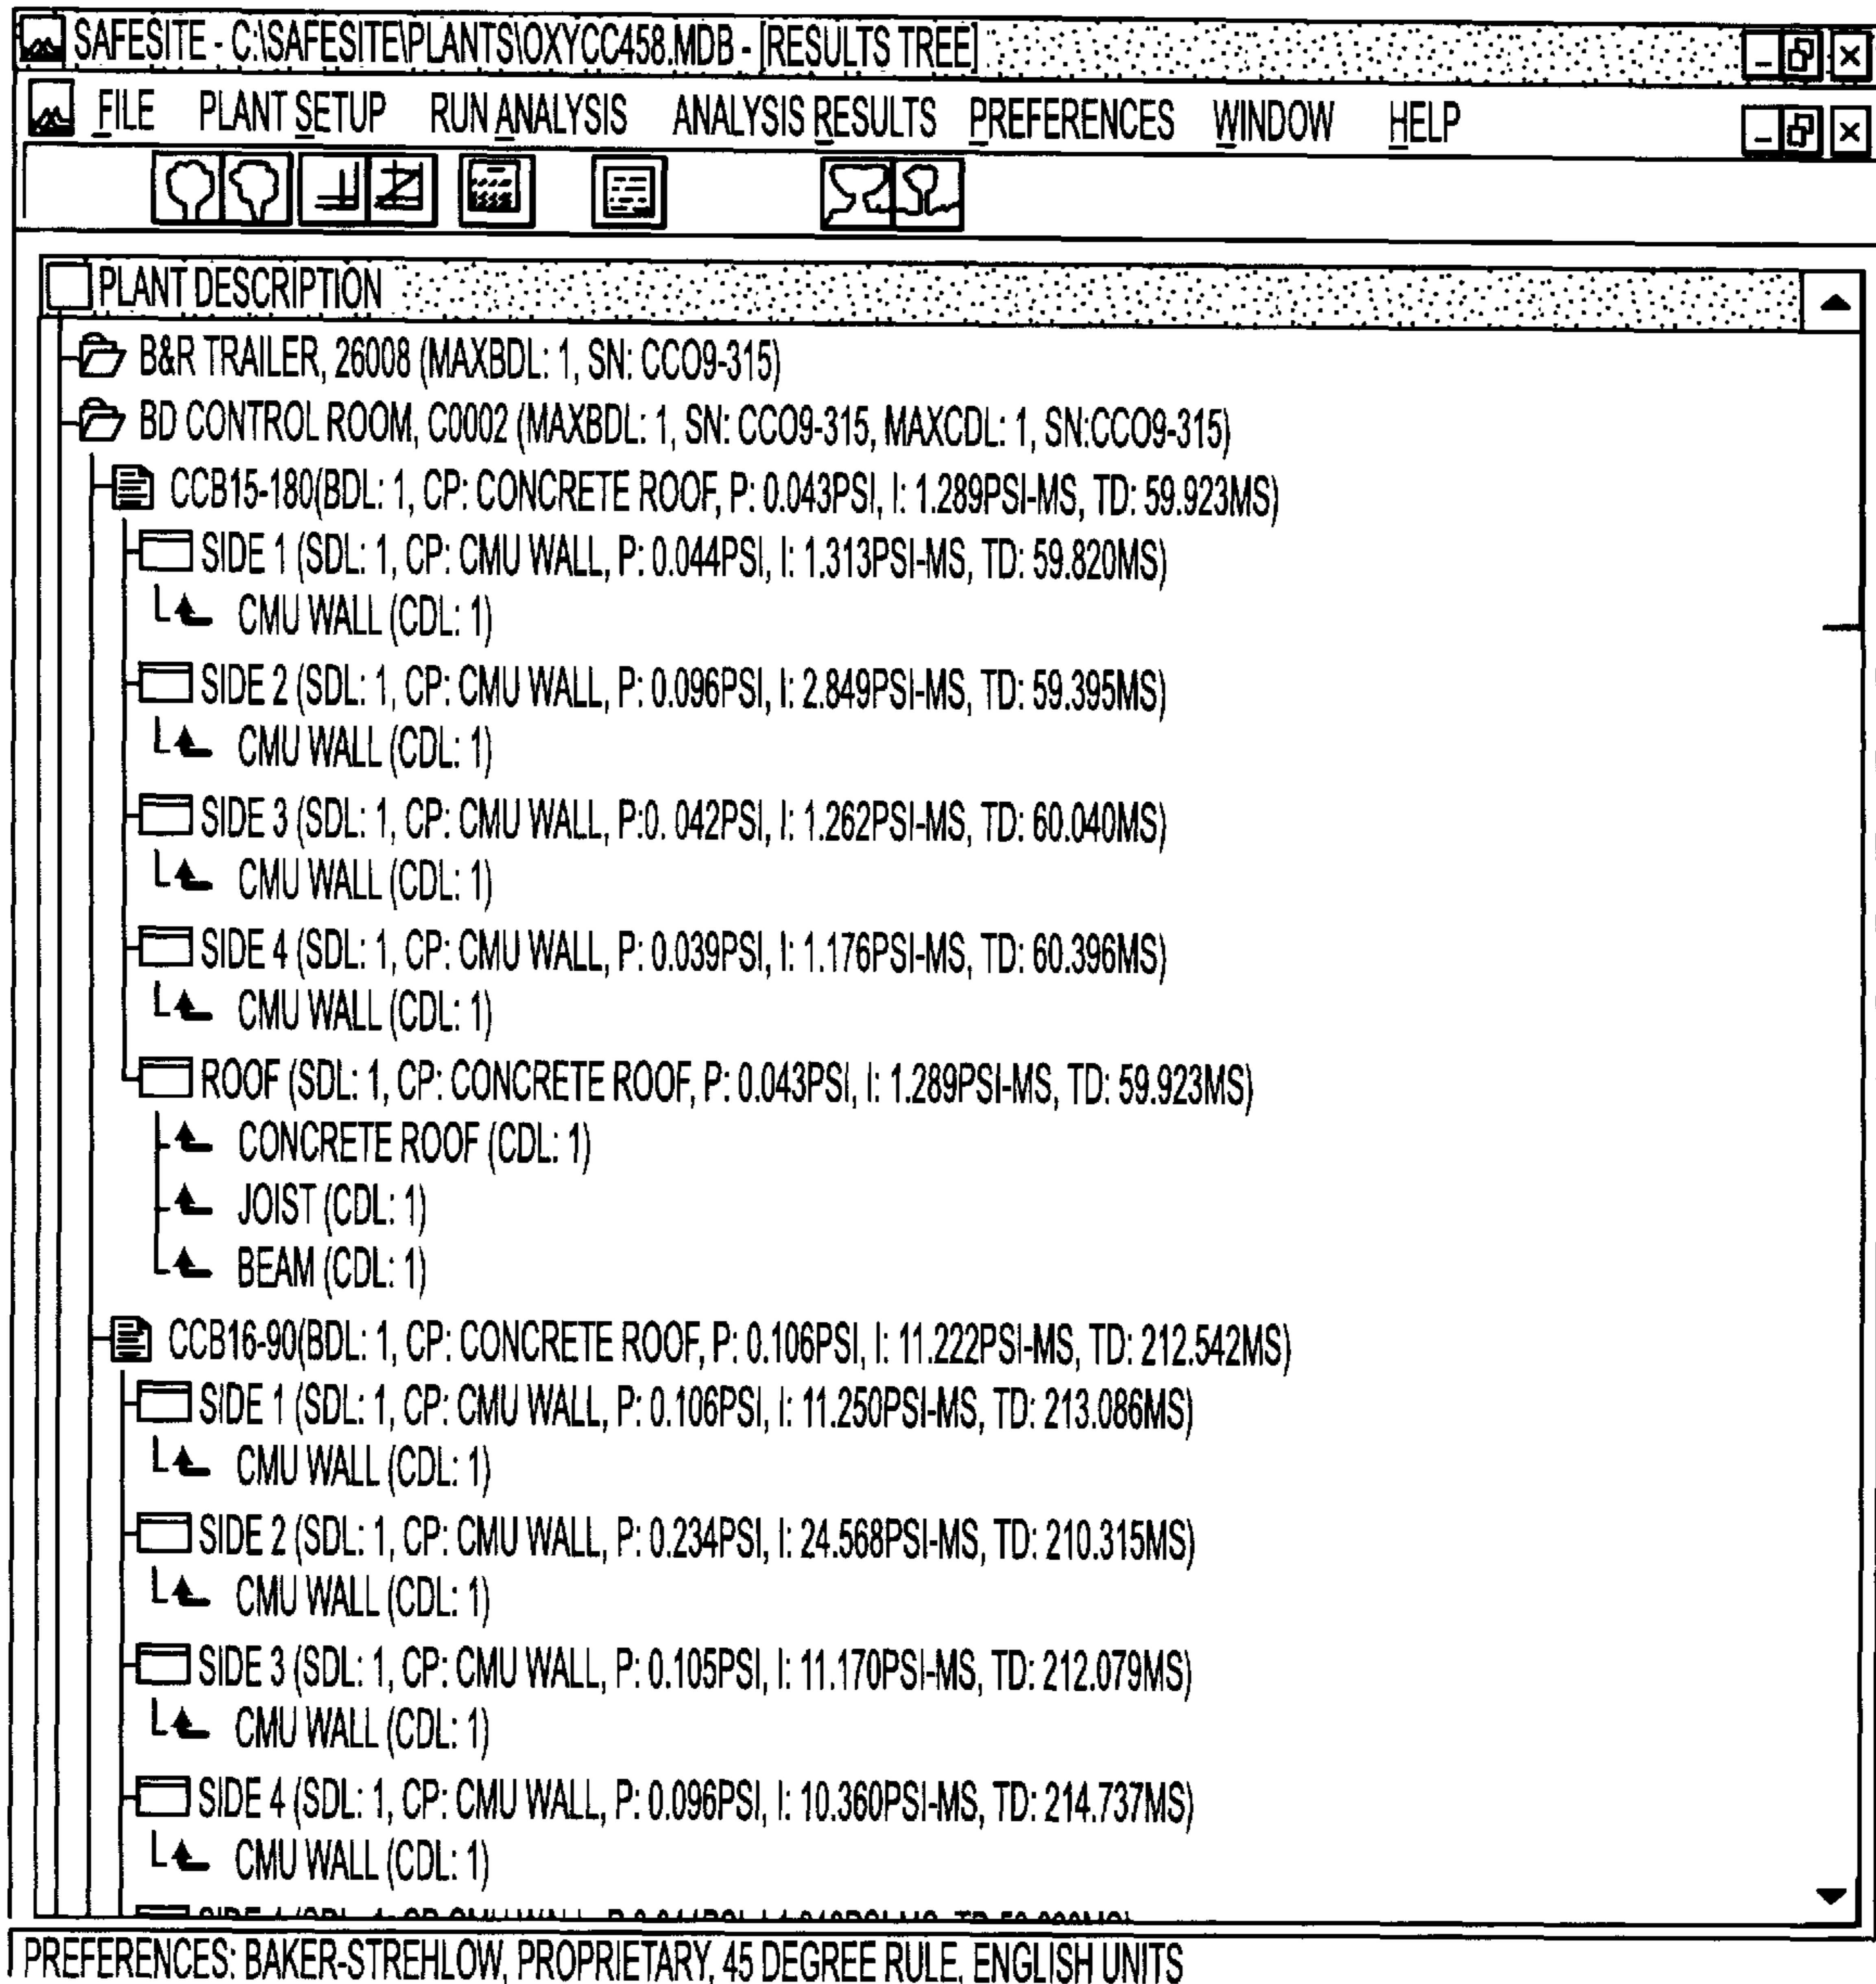 SAFESITE - C:\SAFESITE\PLANTS\OXYCC458.MDB - [RESULTS TREE]
FILE PLANT SETUP RUN ANALYSIS ANALYSIS RESULTS PREFERENCES WINDOW HELP
PLANT DESCRIPTION
B&R TRAILER, 26008 (MAXBDL: 1, SN: CCO9-315)
BD CONTROL ROOM, C0002 (MAXBDL: 1, SN: CCO9-315, MAXCDL: 1, SN:CCO9-315)
CCB15-180(BDL: 1, CP: CONCRETE ROOF, P: 0.043PSI, I: 1.289PSI-MS, TD: 59.923MS)
SIDE 1 (SDL: 1, CP: CMU WALL, P: 0.044PSI, I: 1.313PSI-MS, TD: 59.820MS)
CMU WALL (CDL: 1)
SIDE 2 (SDL: 1, CP: CMU WALL, P: 0.096PSI, I: 2.849PSI-MS, TD: 59.395MS)
CMU WALL (CDL: 1)
SIDE 3 (SDL: 1, CP: CMU WALL, P:0. 042PSI, I: 1.262PSI-MS, TD: 60.040MS)
CMU WALL (CDL: 1)
SIDE 4 (SDL: 1, CP: CMU WALL, P: 0.039PSI, I: 1.176PSI-MS, TD: 60.396MS)
CMU WALL (CDL: 1)
ROOF (SDL: 1, CP: CONCRETE ROOF, P: 0.043PSI, I: 1.289PSI-MS, TD: 59.923MS)
CONCRETE ROOF (CDL: 1)
JOIST (CDL: 1)
BEAM (CDL: 1)
CCB16-90(BDL: 1, CP: CONCRETE ROOF, P: 0.106PSI, I: 11.222PSI-MS, TD: 212.542MS)
SIDE 1 (SDL: 1, CP: CMU WALL, P: 0.106PSI, I: 11.250PSI-MS, TD: 213.086MS)
CMU WALL (CDL: 1)
SIDE 2 (SDL: 1, CP: CMU WALL, P: 0.234PSI, I: 24.568PSI-MS, TD: 210.315MS)
CMU WALL (CDL: 1)
SIDE 3 (SDL: 1, CP: CMU WALL, P: 0.105PSI, I: 11.170PSI-MS, TD: 212.079MS)
CMU WALL (CDL: 1)
SIDE 4 (SDL: 1, CP: CMU WALL, P: 0.096PSI, I: 10.360PSI-MS, TD: 214.737MS)
CMU WALL (CDL: 1)
PREFERENCES: BAKER-STREHLOW, PROPRIETARY, 45 DEGREE RULE, ENGLISH UNITS